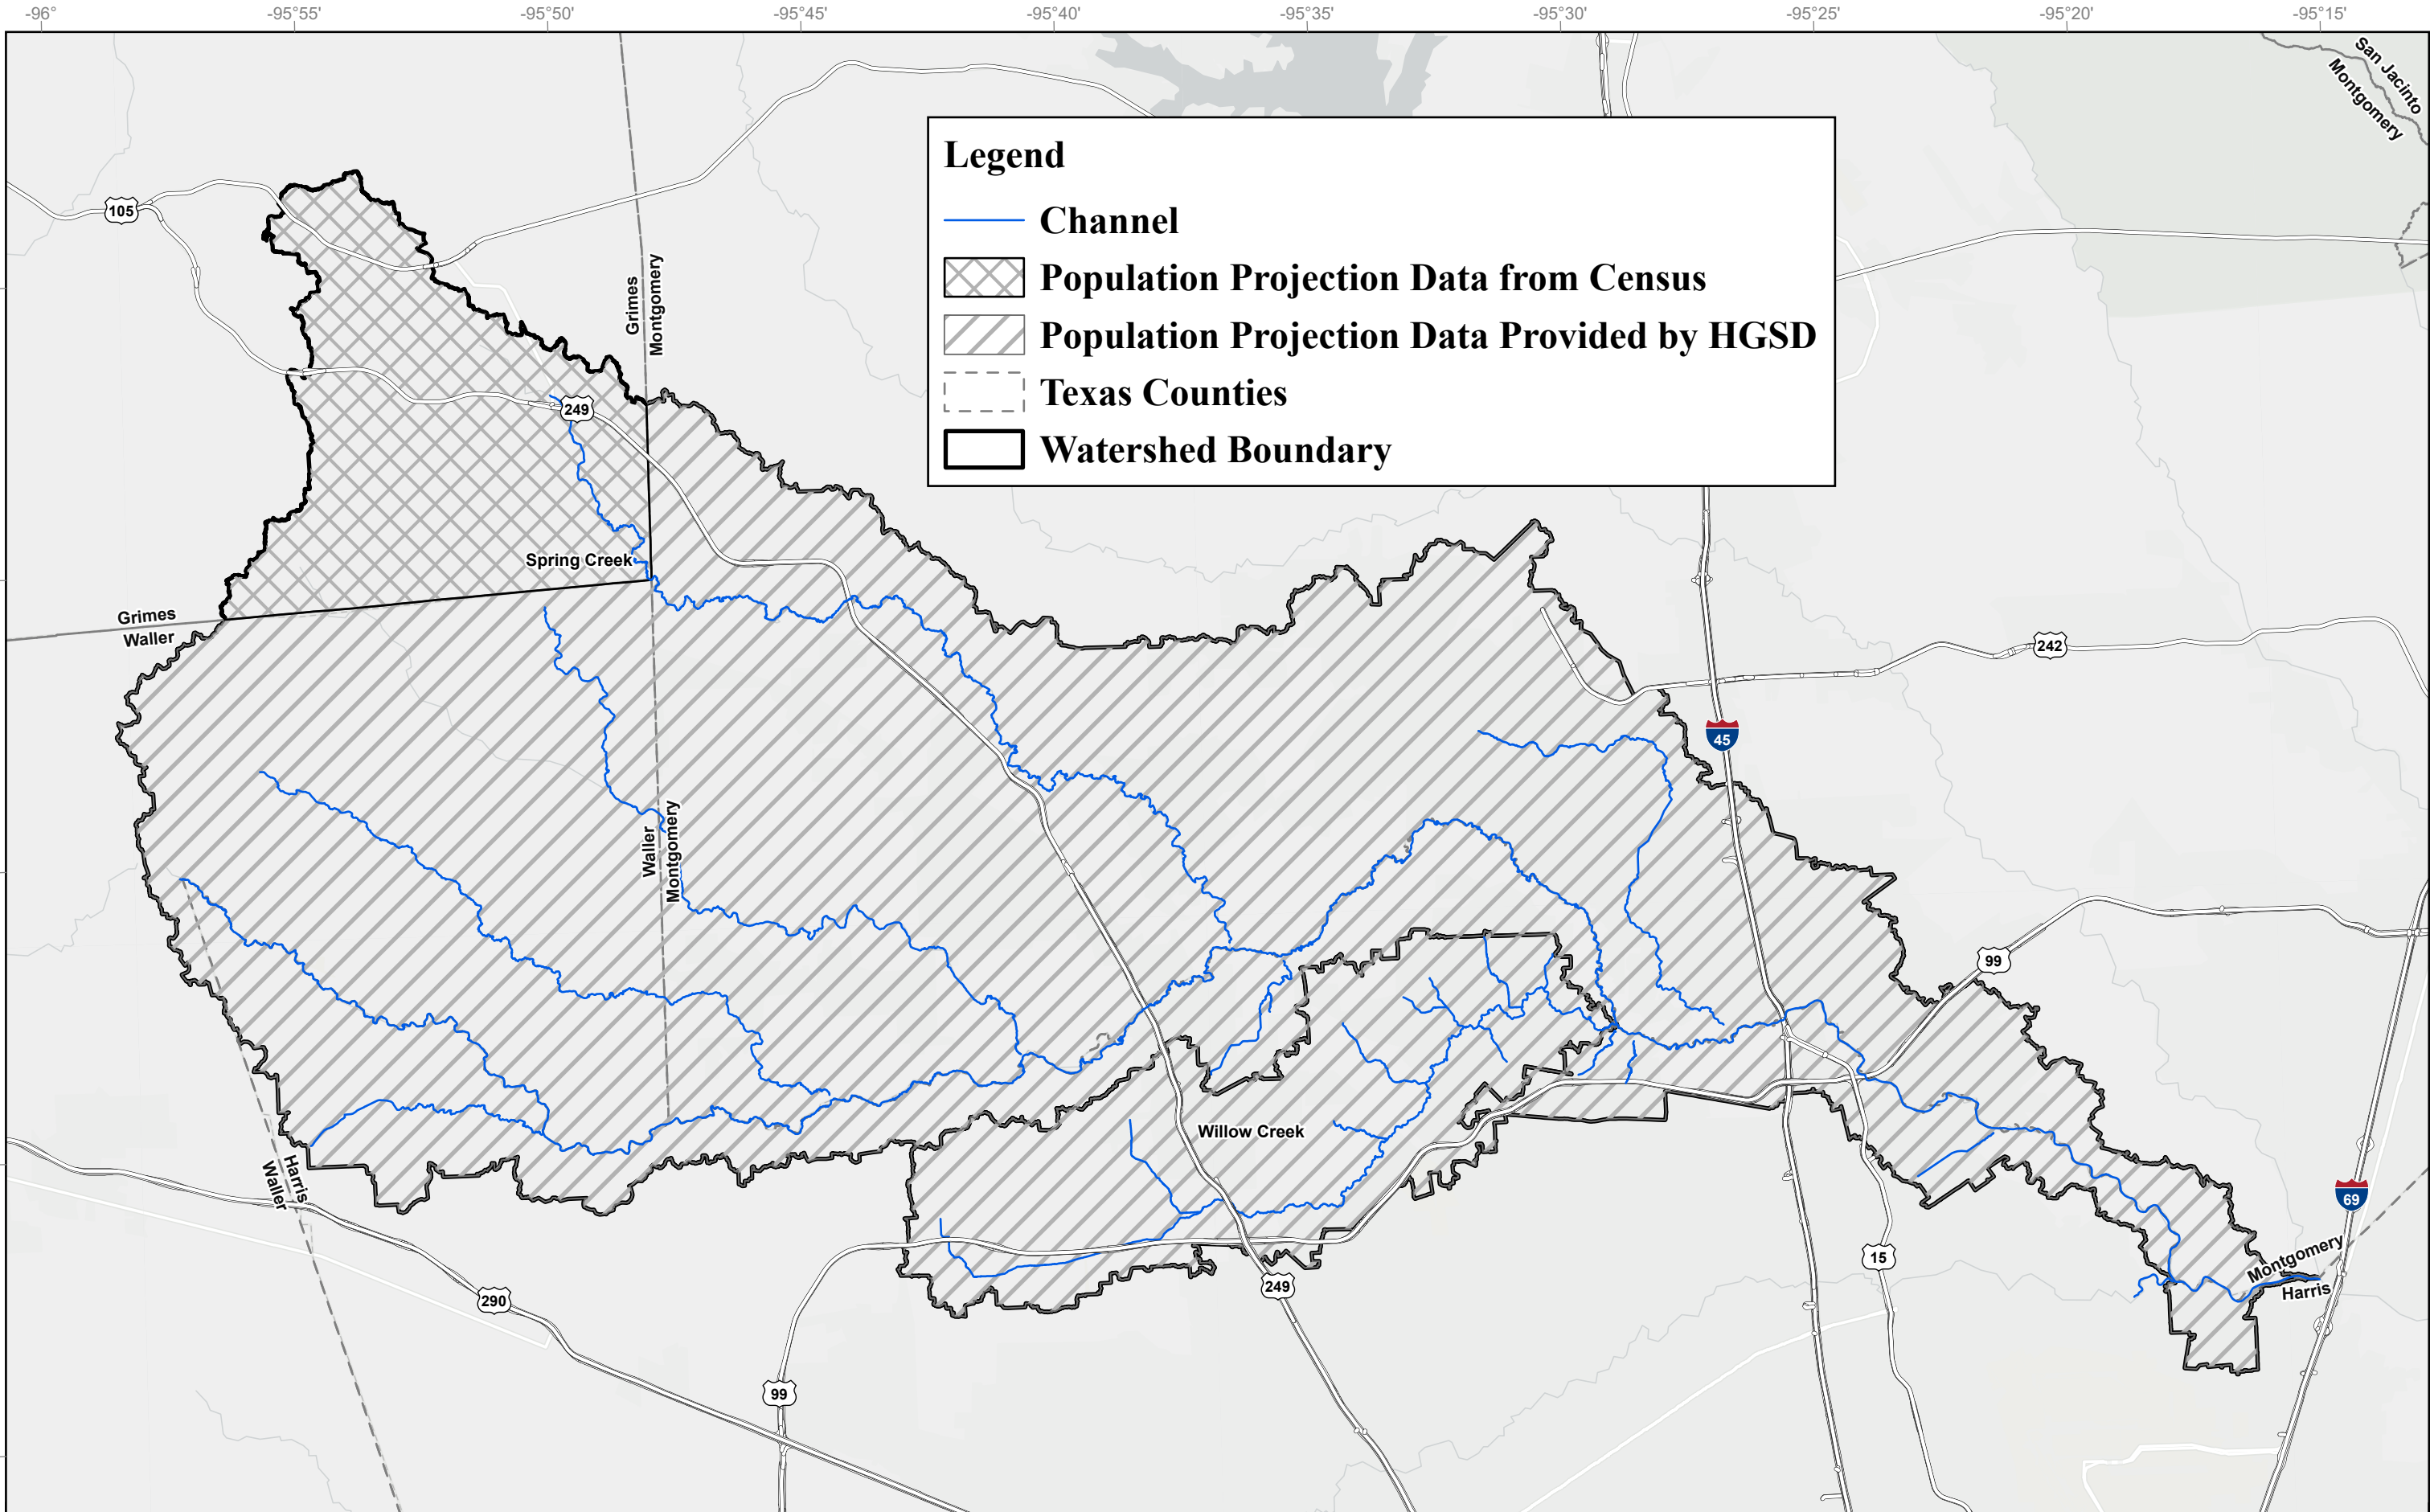 -96° -95°55' -95°50' -95°45' -95°40' -95°35' -95°30' -95°25' -95°20' -95°15'
San Jacinto
Montgomery
Legend
Channel
Population Projection Data from Census
Population Projection Data Provided by HGSD
Texas Counties
Watershed Boundary
105
Grimes
Montgomery
249
Spring Creek
Grimes
Waller
242
45
Waller
Montgomery
99
Willow Creek
Harris
Waller
69
Montgomery
Harris
15
249
290
99